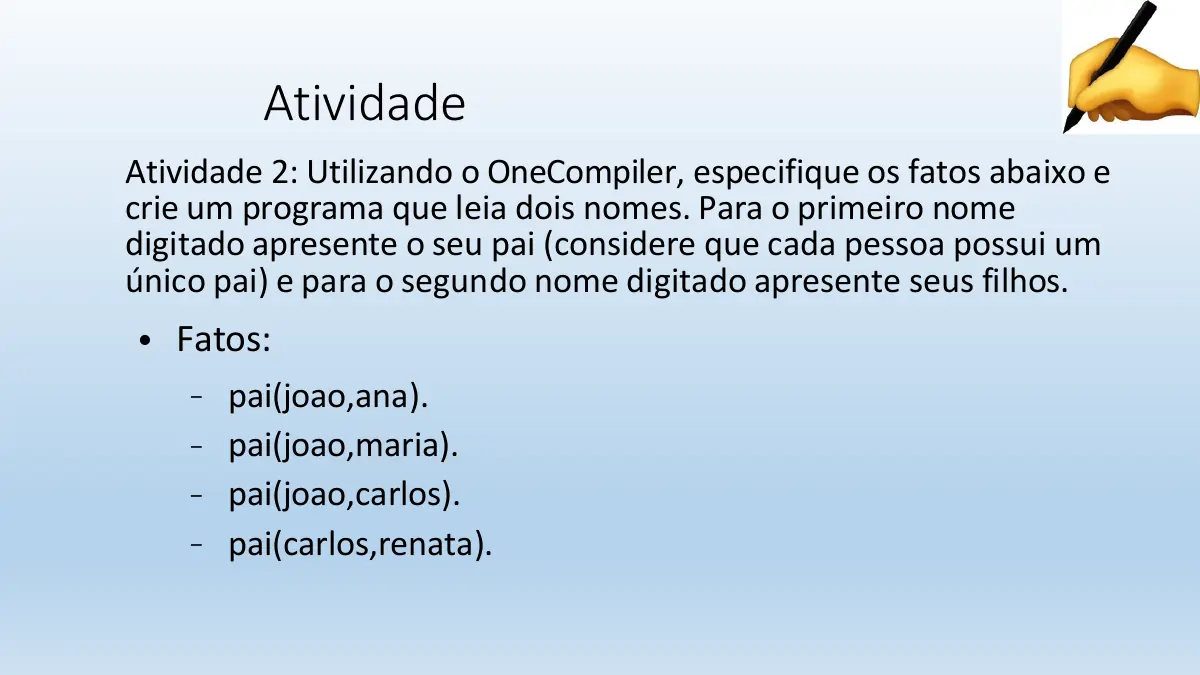 Atividade
Atividade 2: Utilizando o OneCompiler, especifique os fatos abaixo e
crie um programa que leia dois nomes. Para o primeiro nome
digitado apresente o seu pai (considere que cada pessoa possui um
único pai) e para o segundo nome digitado apresente seus filhos.
• Fatos:
– pai(joao,ana).
– pai(joao,maria).
– pai(joao,carlos).
– pai(carlos,renata).